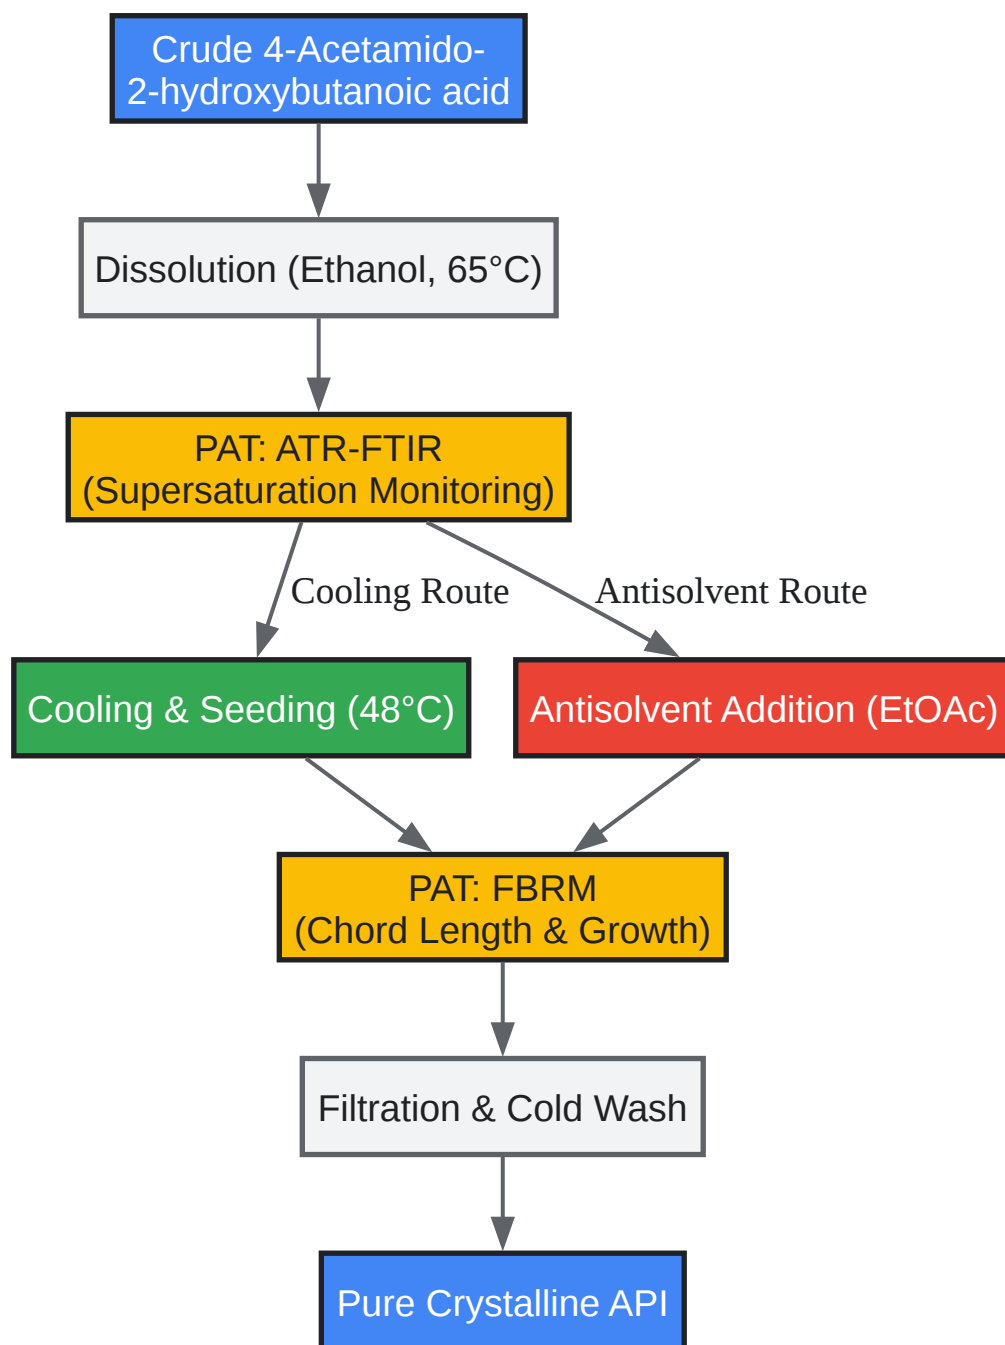 Crude 4-Acetamido-
2-hydroxybutanoic acid
Dissolution (Ethanol, 65°C)
PAT: ATR-FTIR
(Supersaturation Monitoring)
Cooling Route
Antisolvent Route
Cooling & Seeding (48°C)
Antisolvent Addition (EtOAc)
PAT: FBRM
(Chord Length & Growth)
Filtration & Cold Wash
Pure Crystalline API